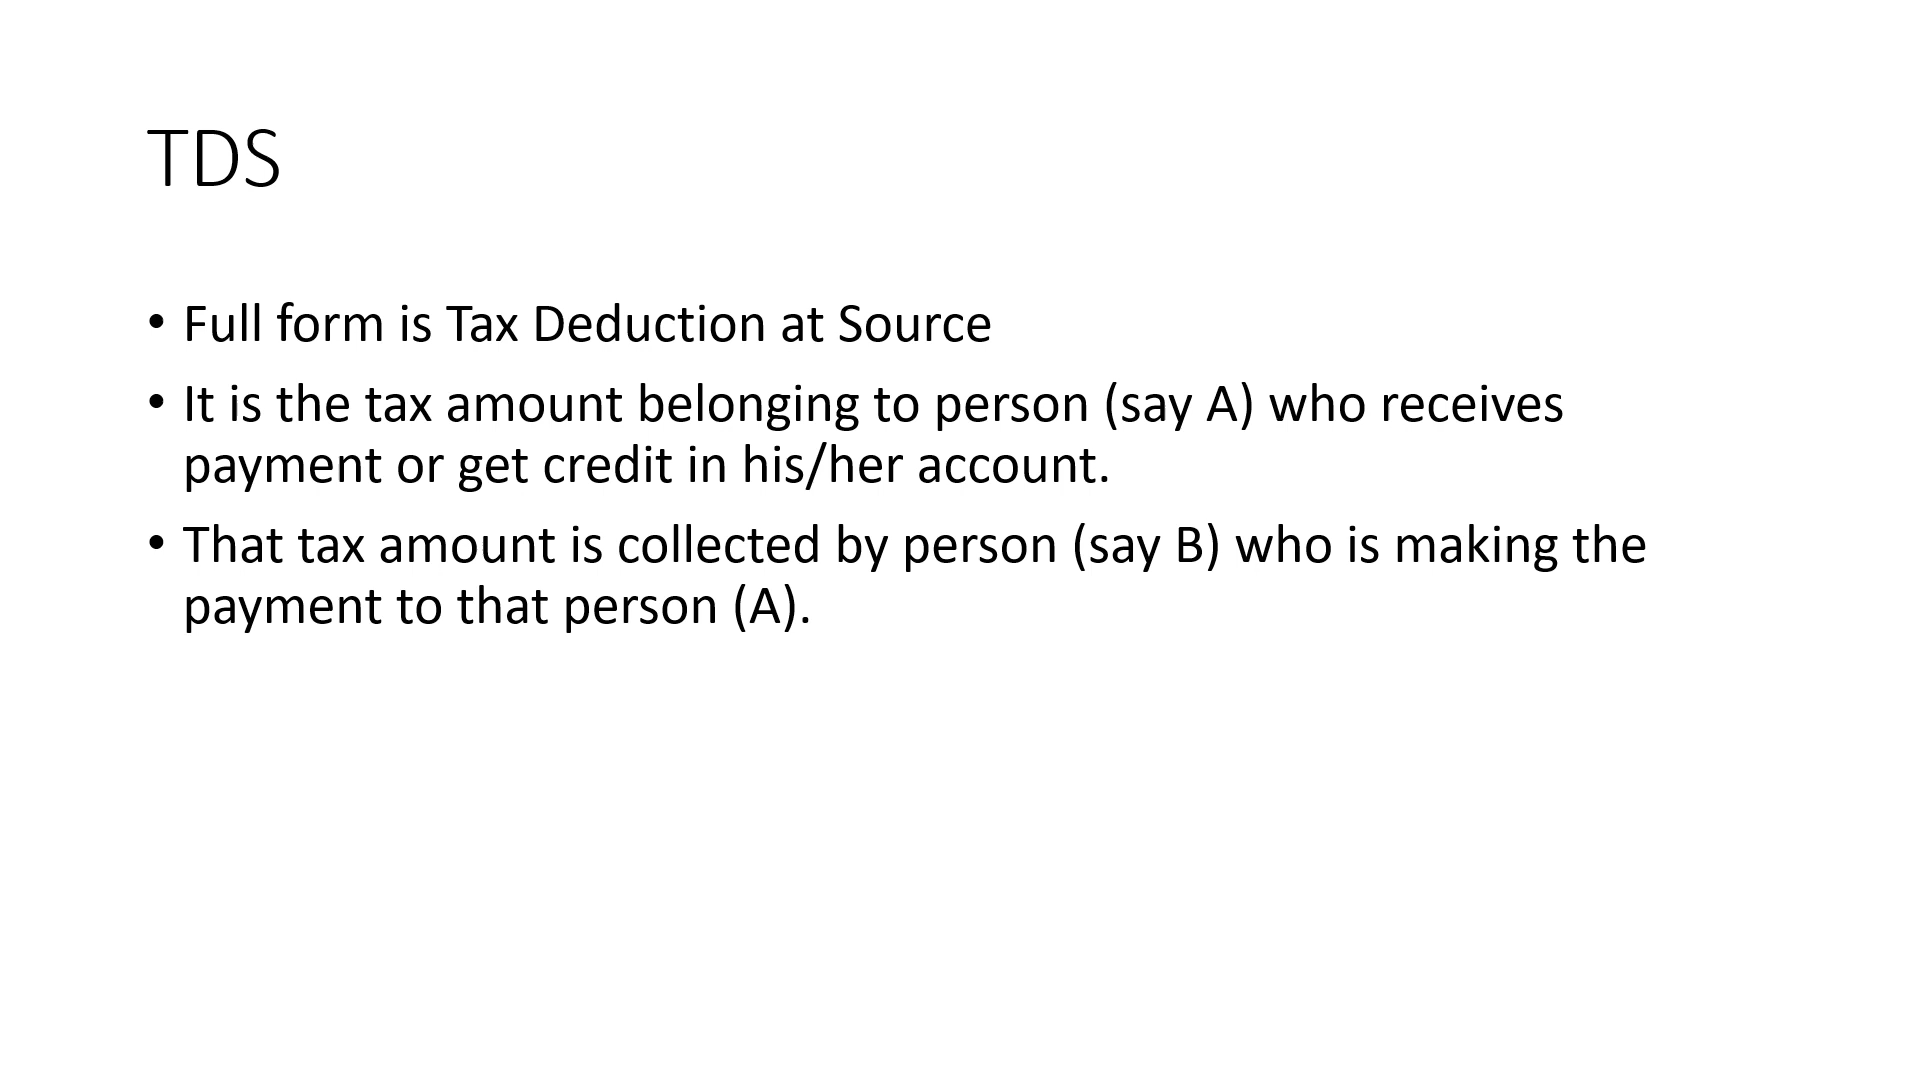 TDS
• Full form is Tax Deduction at Source
• It is the tax amount belonging to person (say A) who receives
payment or get credit in his/her account.
• That tax amount is collected by person (say B) who is making the
payment to that person (A).